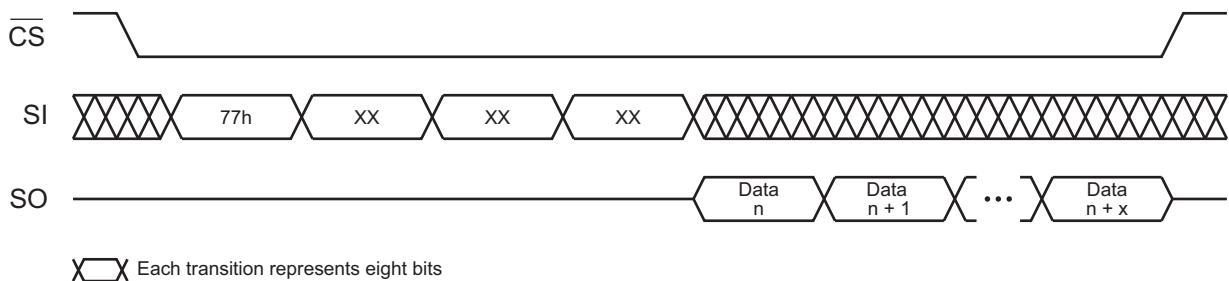 CS
SI
77h
XX
XX
XX
SO
Data
n
Data
n + 1
•••
Data
n + x
Each transition represents eight bits